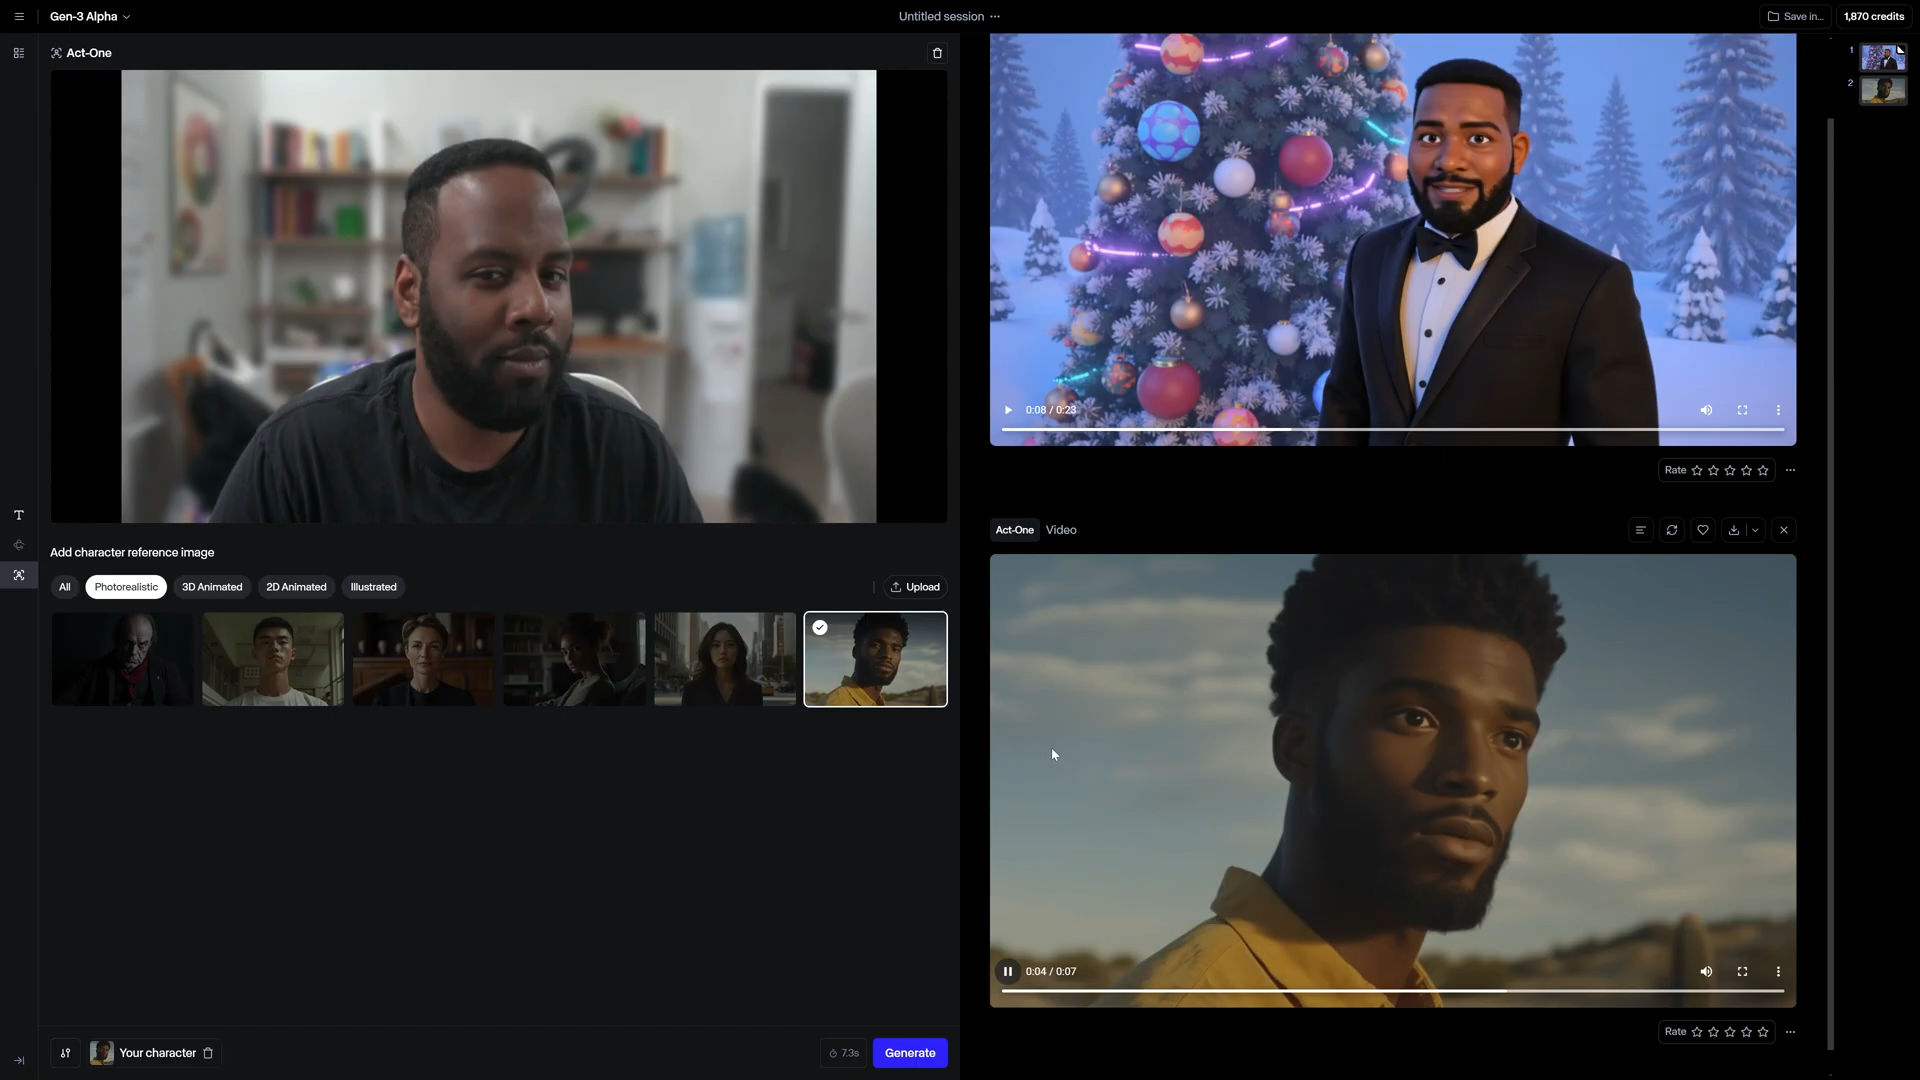 Gen-3 Alpha
Untitled session
Save in...
1,870 credits
Act-One
1
2
0:08 / 0:23
Rate
Act-One Video
Add character reference image
All Photorealistic 3D Animated 2D Animated Illustrated Upload
0:04 / 0:07
Rate
Your character
7.3s
Generate